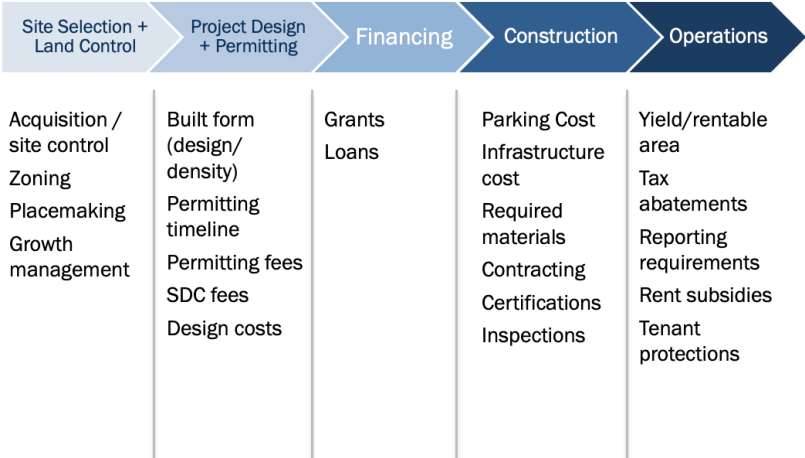 Site Selection +
Land Control
Project Design
+ Permitting
Financing
Construction
Operations
Acquisition /
site control
Zoning
Placemaking
Growth
management
Built form
(design/
density)
Permitting
timeline
Permitting fees
SDC fees
Design costs
Grants
Loans
Parking Cost
Infrastructure
cost
Required
materials
Contracting
Certifications
Inspections
Yield/rentable
area
Tax
abatements
Reporting
requirements
Rent subsidies
Tenant
protections